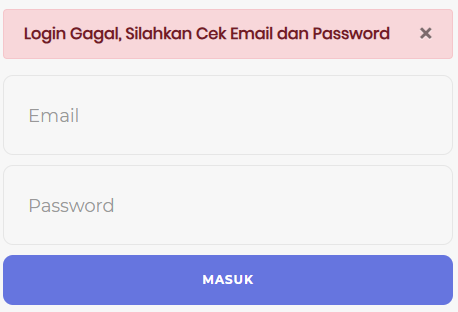 Login Gagal, Silahkan Cek Email dan Password ×
Email
Password
MASUK